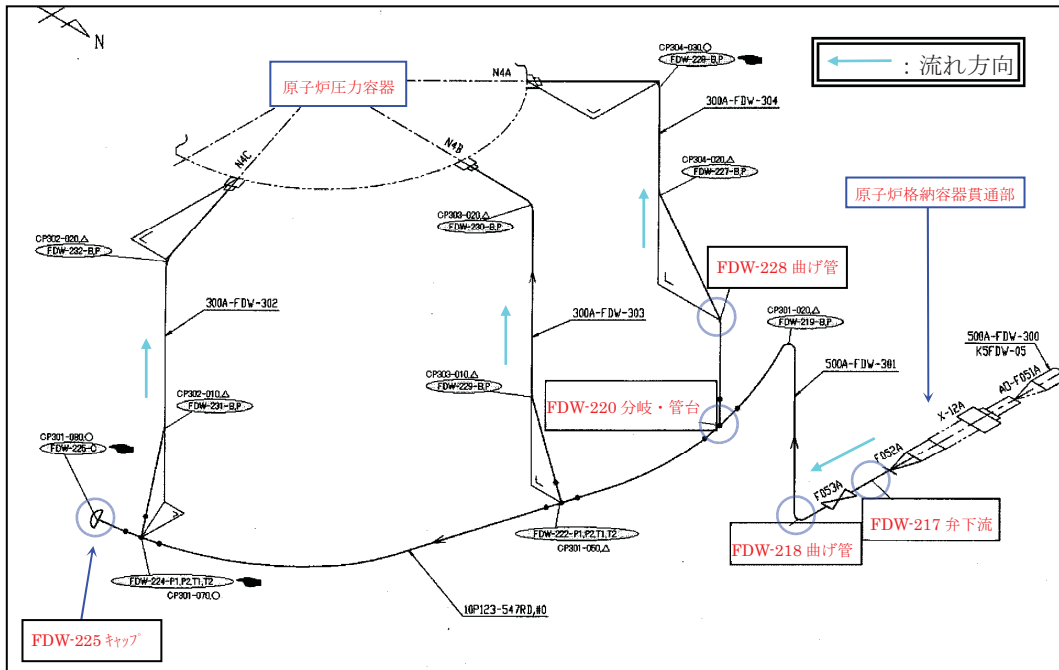 N
原子炉圧力容器
N4A
N4B
N4C
CP304-030,○
FDW-228-B,P
: 流れ方向
300A-FDW-304
CP304-020,△
FDW-227-B,P
原子炉格納容器貫通部
CP303-020,△
FDW-230-B,P
CP302-020,△
FDW-232-B,P
FDW-228 曲げ管
300A-FDW-302
300A-FDW-303
CP301-020,△
FDW-219-B,P
500A-FDW-300
K5FDW-05
500A-FDW-301
AO-F051A
X-12A
CP303-010,△
FDW-229-B,P
CP302-010,△
FDW-231-B,P
FDW-220 分岐・管台
F052A
F053A
CP301-080,○
FDW-225-C
FDW-217 弁下流
FDW-222-P1,P2,T1,T2
CP301-050,△
FDW-218 曲げ管
FDW-224-P1,P2,T1,T2
CP301-070,○
10P123-547RD,#0
FDW-225 キャップ